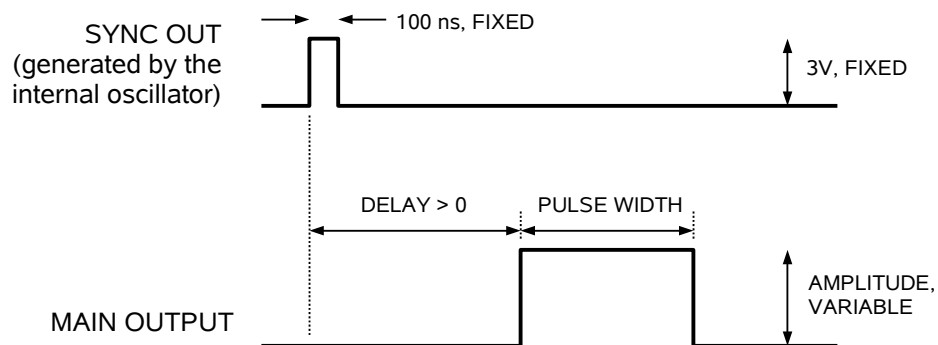 100 ns, FIXED
SYNC OUT
(generated by the
internal oscillator)
3V, FIXED
DELAY > 0
PULSE WIDTH
AMPLITUDE,
VARIABLE
MAIN OUTPUT